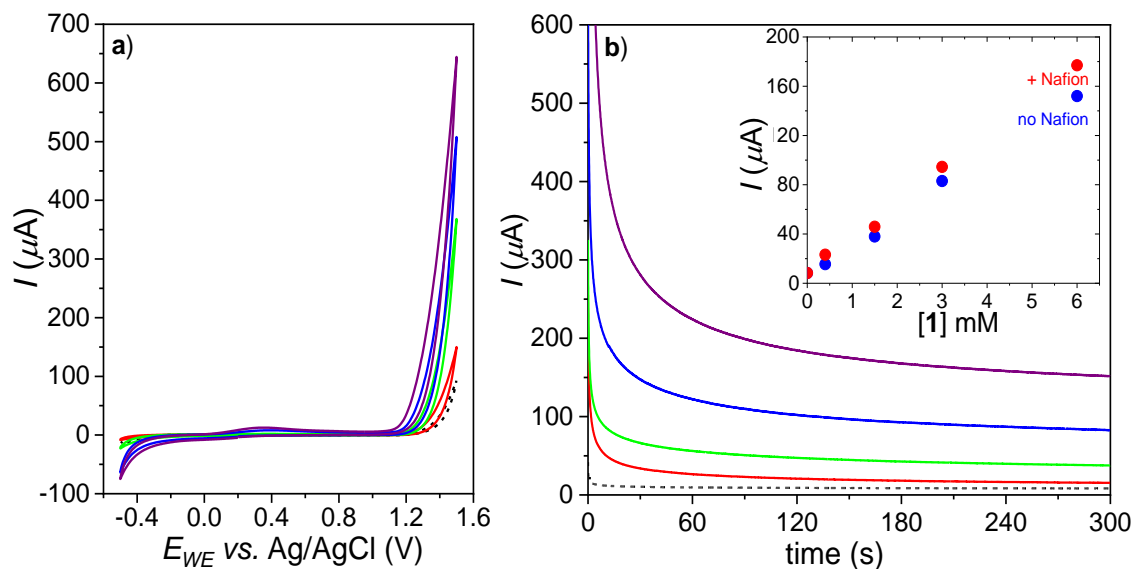 a)
700
600
500
400
300
200
100
0
-100
I (µA)
-0.4 0.0 0.4 0.8 1.2 1.6
E_WE vs. Ag/AgCl (V)
b)
600
500
400
300
200
100
0
I (µA)
0 60 120 180 240 300
time (s)
200
160
120
80
40
0
I (µA)
+ Nafion
no Nafion
0 1 2 3 4 5 6
[1] mM